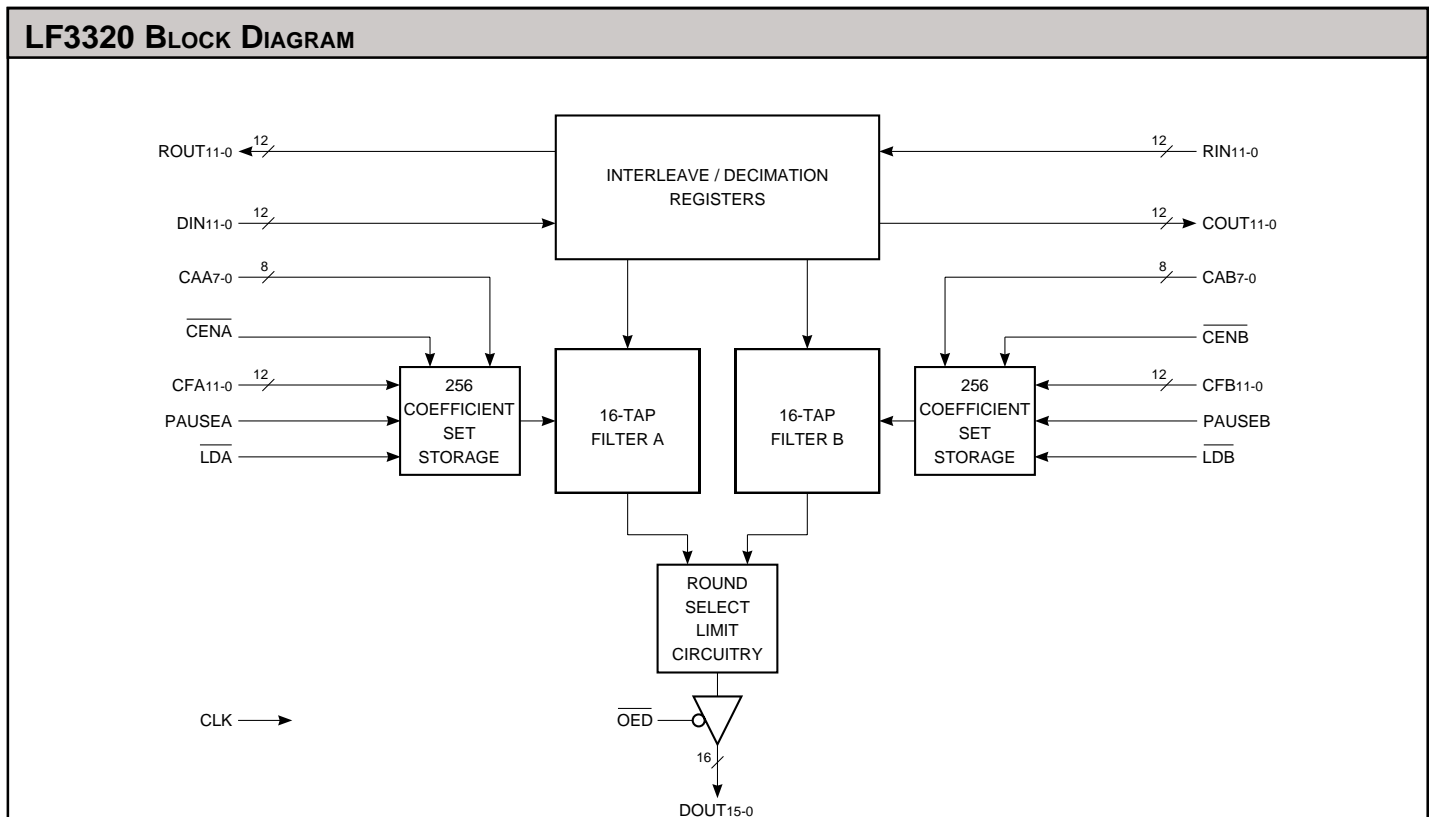 LF3320 BLOCK DIAGRAM
ROUT11-0
12
INTERLEAVE / DECIMATION
REGISTERS
12
RIN11-0
DIN11-0
12
12
COUT11-0
CAA7-0
8
8
CAB7-0
CENA
CENB
CFA11-0
12
PAUSEA
LDA
256
COEFFICIENT
SET
STORAGE
16-TAP
FILTER A
16-TAP
FILTER B
256
COEFFICIENT
SET
STORAGE
12
CFB11-0
PAUSEB
LDB
ROUND
SELECT
LIMIT
CIRCUITRY
CLK
OED
16
DOUT15-0